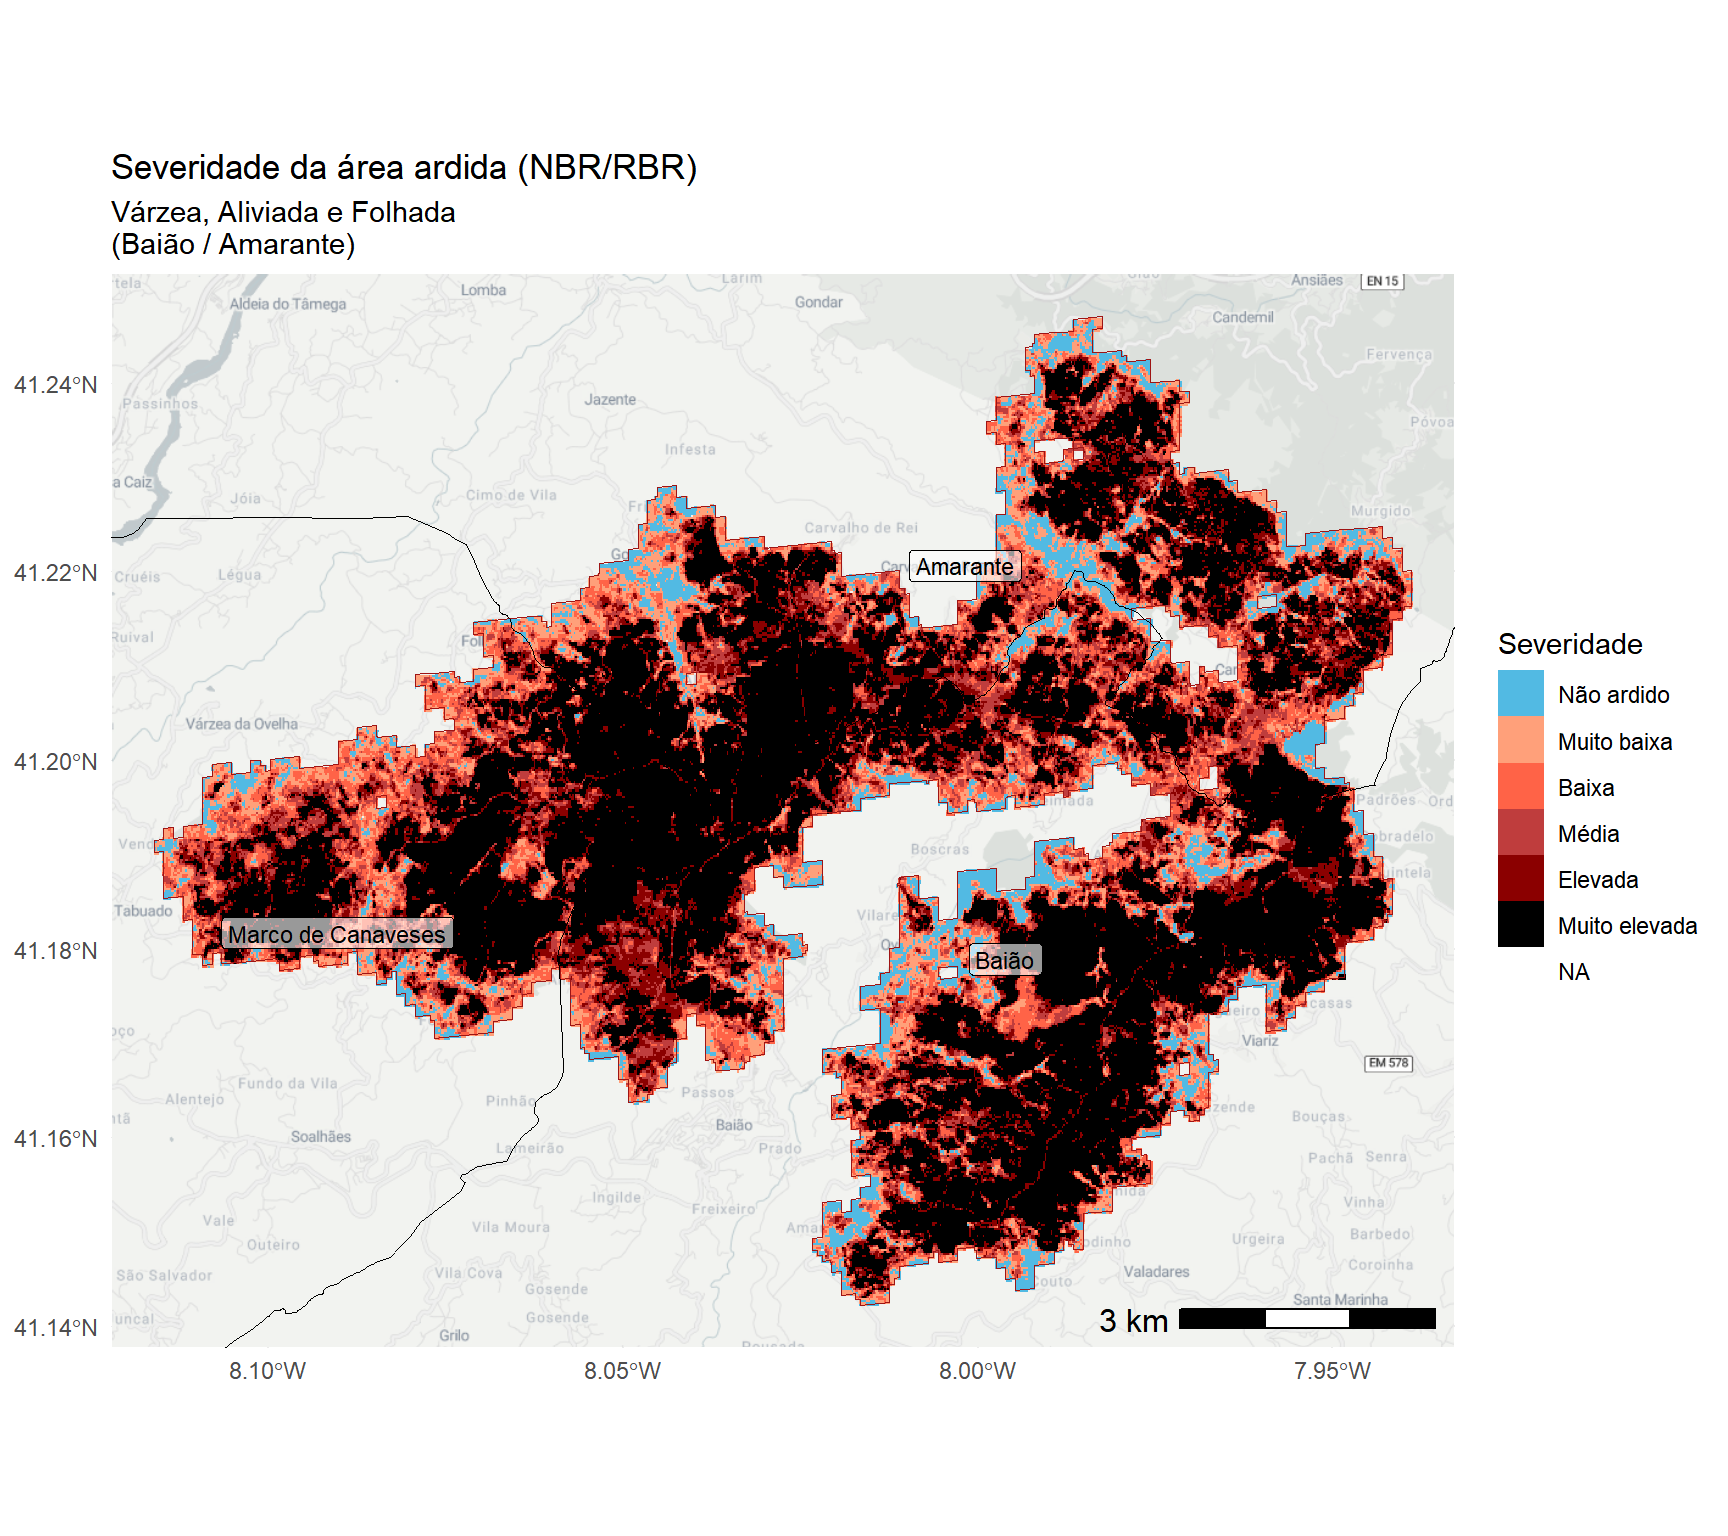 Severidade da área ardida (NBR/RBR)
Várzea, Aliviada e Folhada
(Baião / Amarante)
Aldeia do Tâmega
Lomba
Larim
Gondar
Ansiães
EN 15
Candemil
Fervença
41.24°N
Passinhos
Jazente
Póvoa
Infesta
a Caiz
Jóia
Cimo de Vila
Carvalho de Rei
Murgido
41.22°N
Cruéis
Légua
Amarante
Ruival
Várzea da Ovelha
41.20°N
Padrões
Boscras
Tabuado
Marco de Canaveses
41.18°N
Baião
Viariz
EM 578
Fundo da Vila
Alentejo
Pinhão
Passos
Bouças
41.16°N
Soalhães
Baião
Lameirão
Prado
Pachã
Senra
Ingilde
Freixeiro
Vinha
Vale
Vila Moura
Outeiro
Urgeira
Barbedo
São Salvador
Vila Cova
Valadares
Coroinha
Gosende
Gosende
Couto
Santa Marinha
41.14°N
Grilo
3 km
8.10°W
8.05°W
8.00°W
7.95°W
Severidade
Não ardido
Muito baixa
Baixa
Média
Elevada
Muito elevada
NA